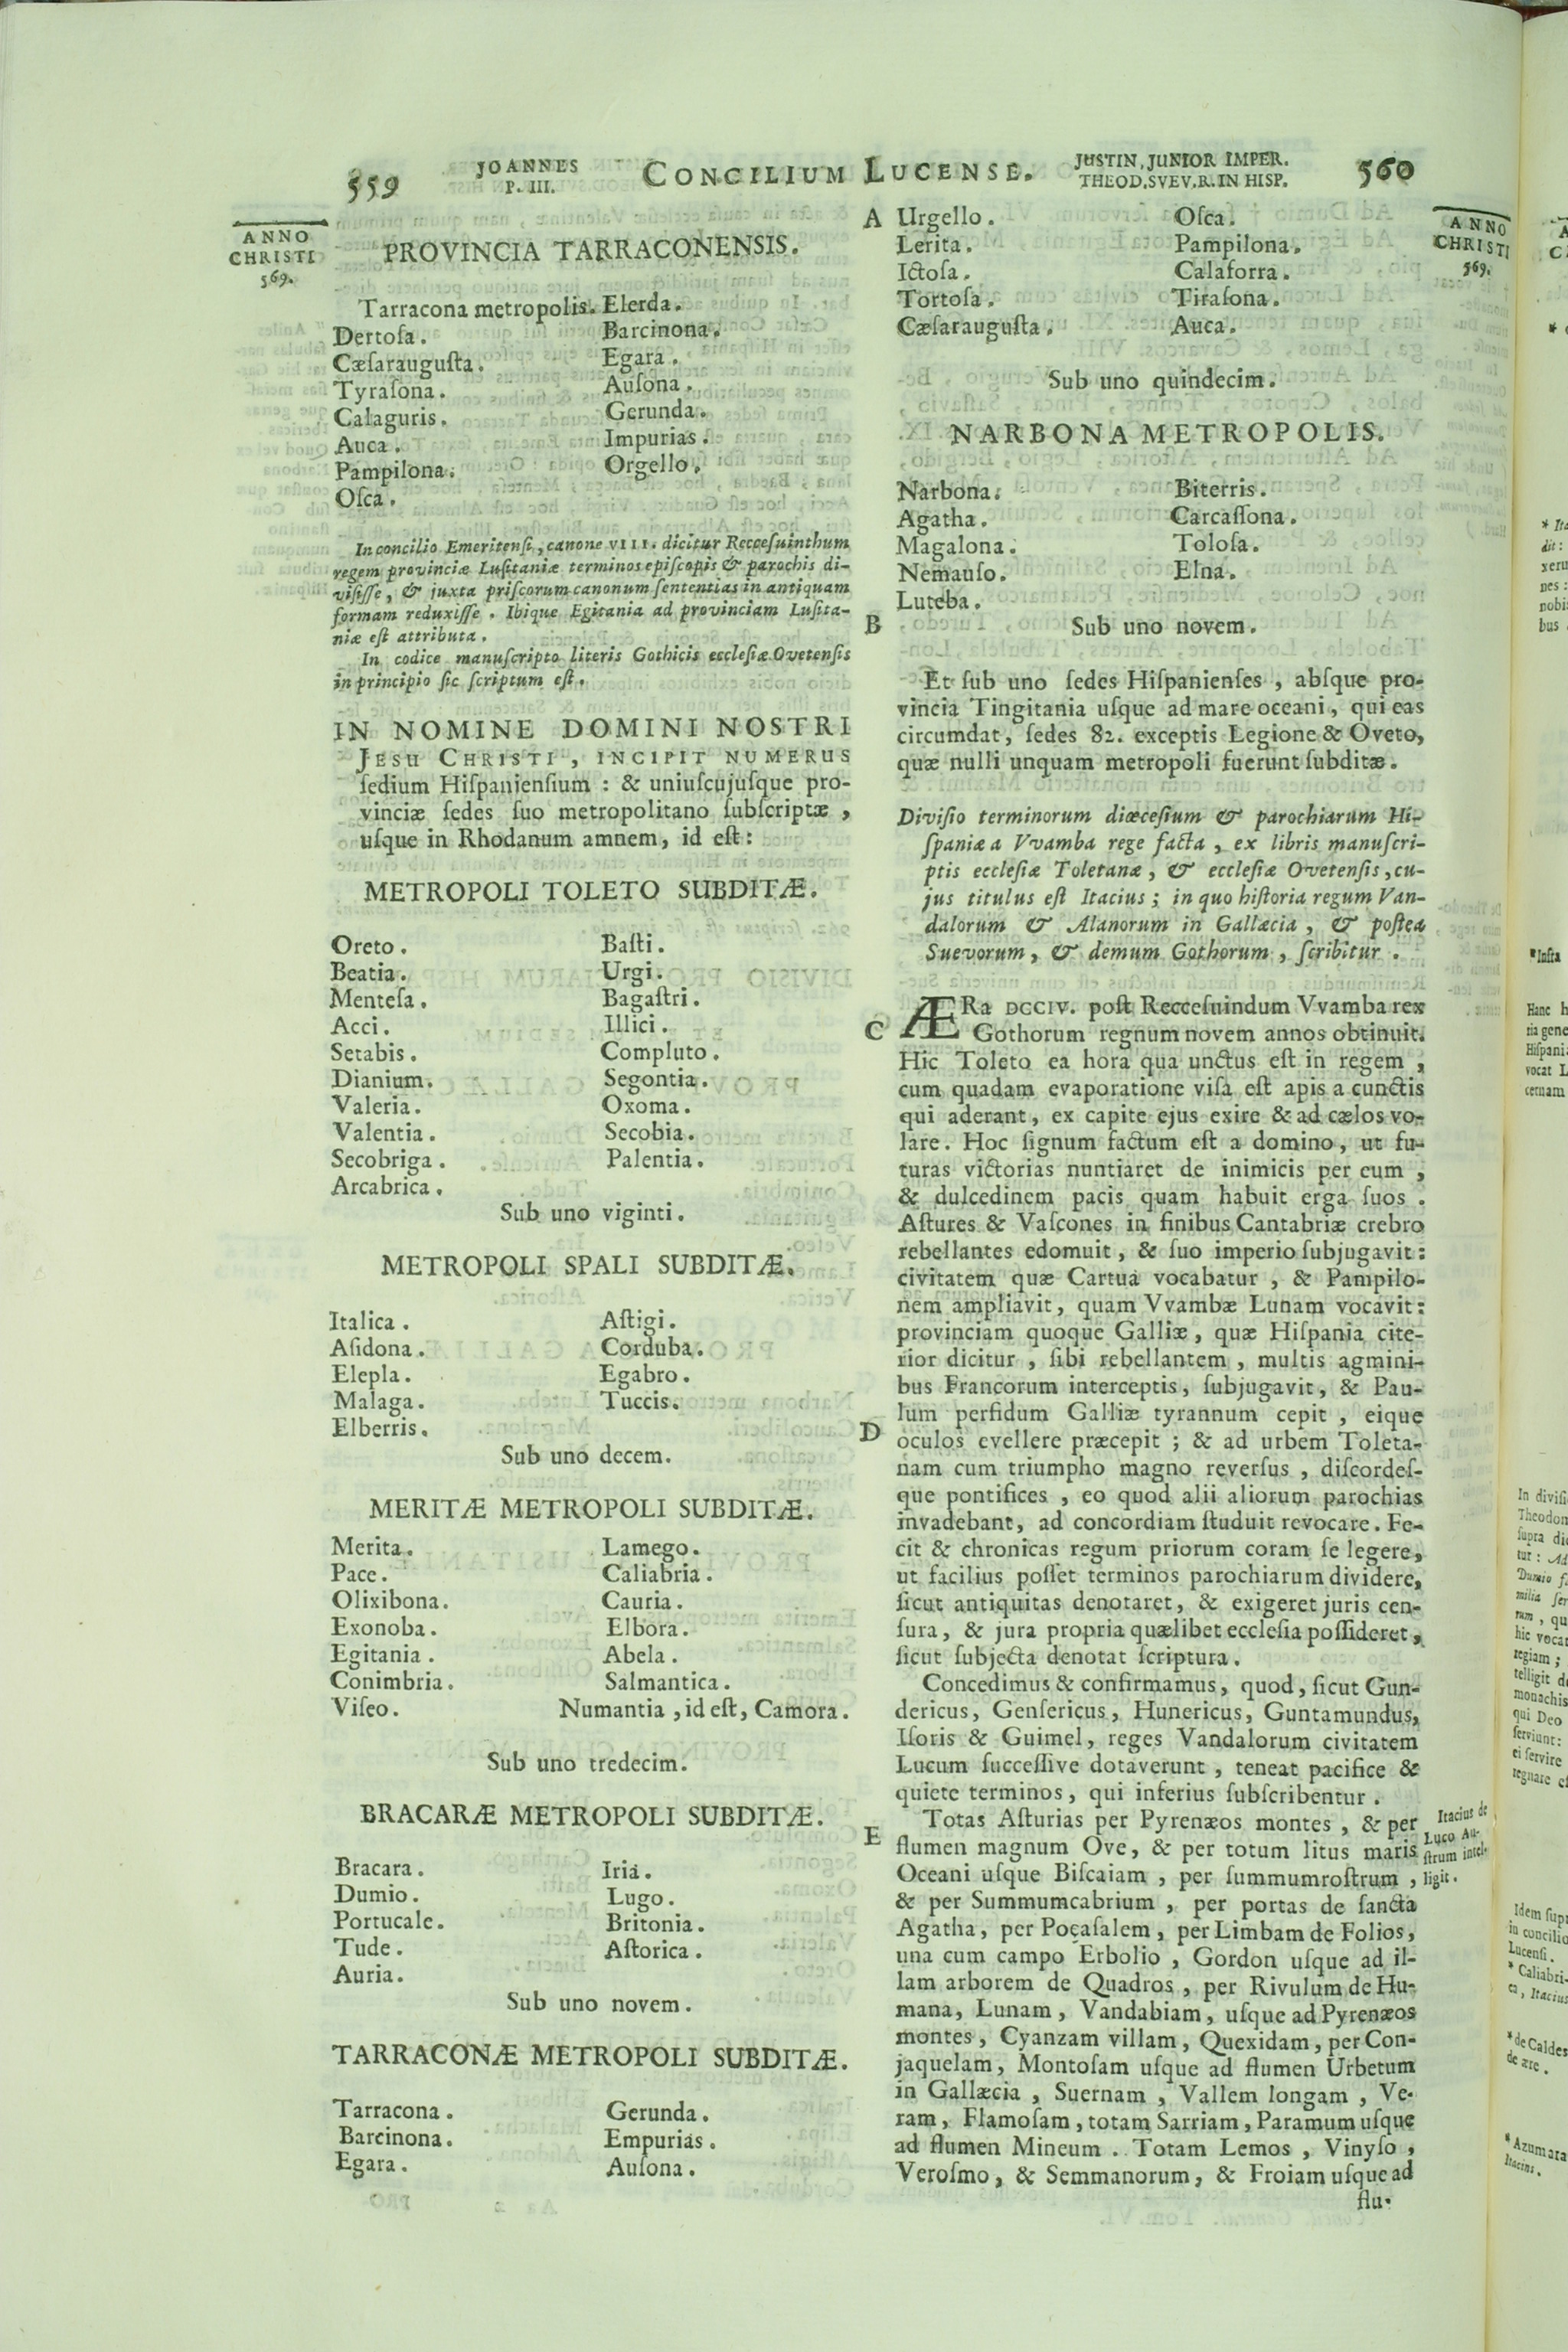 559
JOANNES
P. III.
CONCILIUM LUCENSE.
JUSTIN. JUNIOR IMPER.
THEOD. SVEV. R. IN HISP.
560
ANNO
CHRISTI
569.
PROVINCIA TARRACONENSIS.
Tarracona metropolis. Elerda.
Dertoſa. Barcinona.
Cæſarauguſta. Egara.
Tyraſona. Auſona.
Calaguris. Gerunda.
Auca. Impurias.
Pampilona. Orgello.
Oſca.
In concilio Emeritenſi, canone VIII. dicitur Recceſuinthum
regem provinciæ Luſitaniæ terminos epiſcopis & parochis di-
viſiſſe, & juxta priſcorum canonum ſententias in antiquam
formam reduxiſſe. Ibique Egitania ad provinciam Luſita-
niæ eſt attributa.
In codice manuſcripto literis Gothicis eccleſiæ Ovetenſis
in principio ſic ſcriptum eſt.
IN NOMINE DOMINI NOSTRI
JESU CHRISTI, INCIPIT NUMERUS
ſedium Hiſpanienſium : & uniuſcujuſque pro-
vinciæ ſedes ſuo metropolitano ſubſcriptæ,
uſque in Rhodanum amnem, id eſt:
METROPOLI TOLETO SUBDITÆ.
Oreto. Baſti.
Beatia. Urgi.
Menteſa. Bagaſtri.
Acci. Illici.
Setabis. Compluto.
Dianium. Segontia.
Valeria. Oxoma.
Valentia. Secobia.
Secobriga. Palentia.
Arcabrica.
Sub uno viginti.
METROPOLI SPALI SUBDITÆ.
Italica. Aſtigi.
Aſidona. Corduba.
Elepla. Egabro.
Malaga. Tuccis.
Elberris.
Sub uno decem.
MERITÆ METROPOLI SUBDITÆ.
Merita. Lamego.
Pace. Caliabria.
Olixibona. Cauria.
Exonoba. Elbora.
Egitania. Abela.
Conimbria. Salmantica.
Viſeo. Numantia, id eſt, Camora.
Sub uno tredecim.
BRACARÆ METROPOLI SUBDITÆ.
Bracara. Iria.
Dumio. Lugo.
Portucale. Britonia.
Tude. Aſtorica.
Auria.
Sub uno novem.
TARRACONÆ METROPOLI SUBDITÆ.
Tarracona. Gerunda.
Barcinona. Empurias.
Egara. Auſona.
A
Urgello. Oſca.
Lerita. Pampilona.
Ictoſa. Calaforra.
Tortoſa. Tiraſona.
Cæſarauguſta. Auca.
Sub uno quindecim.
NARBONA METROPOLIS.
Narbona. Biterris.
Agatha. Carcaſſona.
Magalona. Toloſa.
Nemauſo. Elna.
Luteba.
B
Sub uno novem.
Et ſub uno ſedes Hiſpanienſes, abſque pro-
vincia Tingitania uſque ad mare oceani, qui eas
circumdat, ſedes 82. exceptis Legione & Oveto,
quæ nulli unquam metropoli fuerunt ſubditæ.
Diviſio terminorum diœceſium & parochiarum Hi-
ſpaniæ a Vvamba rege facta, ex libris manuſcri-
ptis eccleſiæ Toletanæ, & eccleſiæ Ovetenſis, cu-
jus titulus eſt Itacius; in quo hiſtoria regum Van-
dalorum & Alanorum in Gallæcia, & poſtea
Suevorum, & demum Gothorum, ſcribitur.
ÆRa DCCIV. poſt Recceſuindum Vvamba rex
C
Gothorum regnum novem annos obtinuit.
Hic Toleto ea hora qua unctus eſt in regem,
cum quadam evaporatione viſa eſt apis a cunctis
qui aderant, ex capite ejus exire & ad cælos vo-
lare. Hoc ſignum factum eſt a domino, ut fu-
turas victorias nuntiaret de inimicis per eum,
& dulcedinem pacis quam habuit erga ſuos.
Aſtures & Vaſcones in finibus Cantabriæ crebro
rebellantes edomuit, & ſuo imperio ſubjugavit:
civitatem quæ Cartua vocabatur, & Pampilo-
nem ampliavit, quam Vvambæ Lunam vocavit:
provinciam quoque Galliæ, quæ Hiſpania cite-
rior dicitur, ſibi rebellantem, multis agmini-
bus Francorum interceptis, ſubjugavit, & Pau-
lum perfidum Galliæ tyrannum cepit, eique
D
oculos evellere præcepit; & ad urbem Toleta-
nam cum triumpho magno reverſus, diſcordeſ-
que pontifices, eo quod alii aliorum parochias
invadebant, ad concordiam ſtuduit revocare. Fe-
cit & chronicas regum priorum coram ſe legere,
ut facilius poſſet terminos parochiarum dividere,
ſicut antiquitas denotaret, & exigeret juris cen-
ſura, & jura propria quælibet eccleſia poſſideret,
ſicut ſubjecta denotat ſcriptura.
Concedimus & confirmamus, quod, ſicut Gun-
dericus, Genſericus, Hunericus, Guntamundus,
Iſoris & Guimel, reges Vandalorum civitatem
Lucum ſucceſſive dotaverunt, teneat pacifice &
quiete terminos, qui inferius ſubſcribentur.
Totas Aſturias per Pyrenæos montes, & per
E
flumen magnum Ove, & per totum litus maris
Oceani uſque Biſcaiam, per ſummumroſtrum,
& per Summumcabrium, per portas de ſancta
Agatha, per Poçaſalem, per Limbam de Folios,
una cum campo Erbolio, Gordon uſque ad il-
lam arborem de Quadros, per Rivulum de Hu-
mana, Lunam, Vandabiam, uſque ad Pyrenæos
montes, Cyanzam villam, Quexidam, per Con-
jaquelam, Montoſam uſque ad flumen Urbetum
in Gallæcia, Suernam, Vallem longam, Ve-
ram, Flamoſam, totam Sarriam, Paramum uſque
ad flumen Mineum. Totam Lemos, Vinyſo,
Veroſmo, & Semmanorum, & Froiam uſque ad
flu-
ANNO
CHRISTI
569.
Itacius de
Luco Au-
ſtrum intel-
ligit.